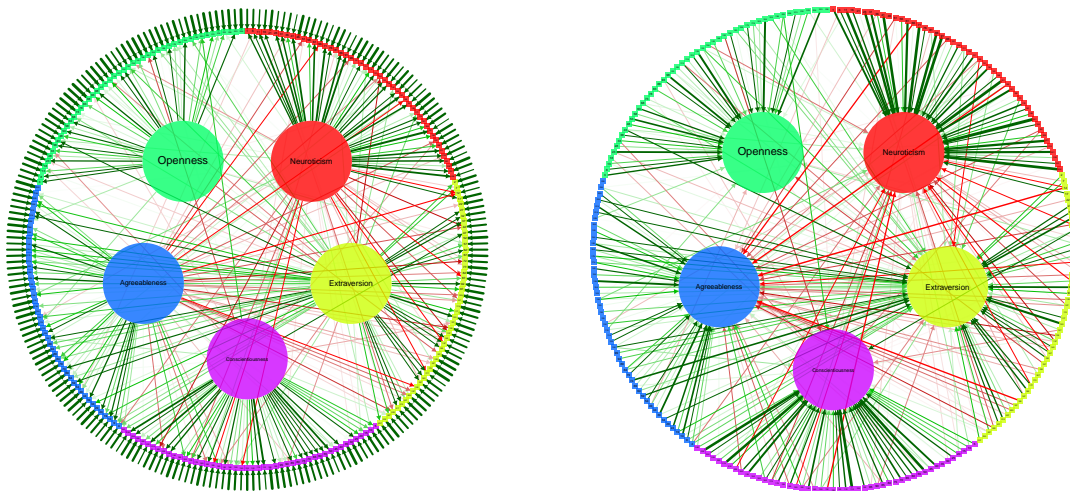 Openness
Neuroticism
Agreeableness
Extraversion
Conscientiousness
Openness
Neuroticism
Agreeableness
Extraversion
Conscientiousness